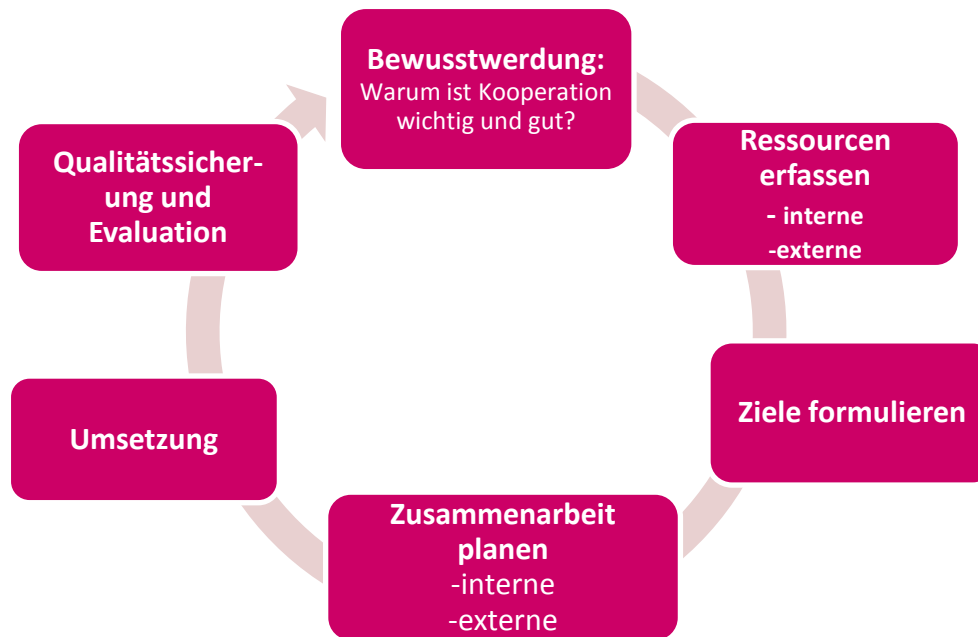 Bewusstwerdung:
Warum ist Kooperation
wichtig und gut?
Ressourcen
erfassen
- interne
-externe
Ziele formulieren
Zusammenarbeit
planen
-interne
-externe
Umsetzung
Qualitätssicher-
ung und
Evaluation